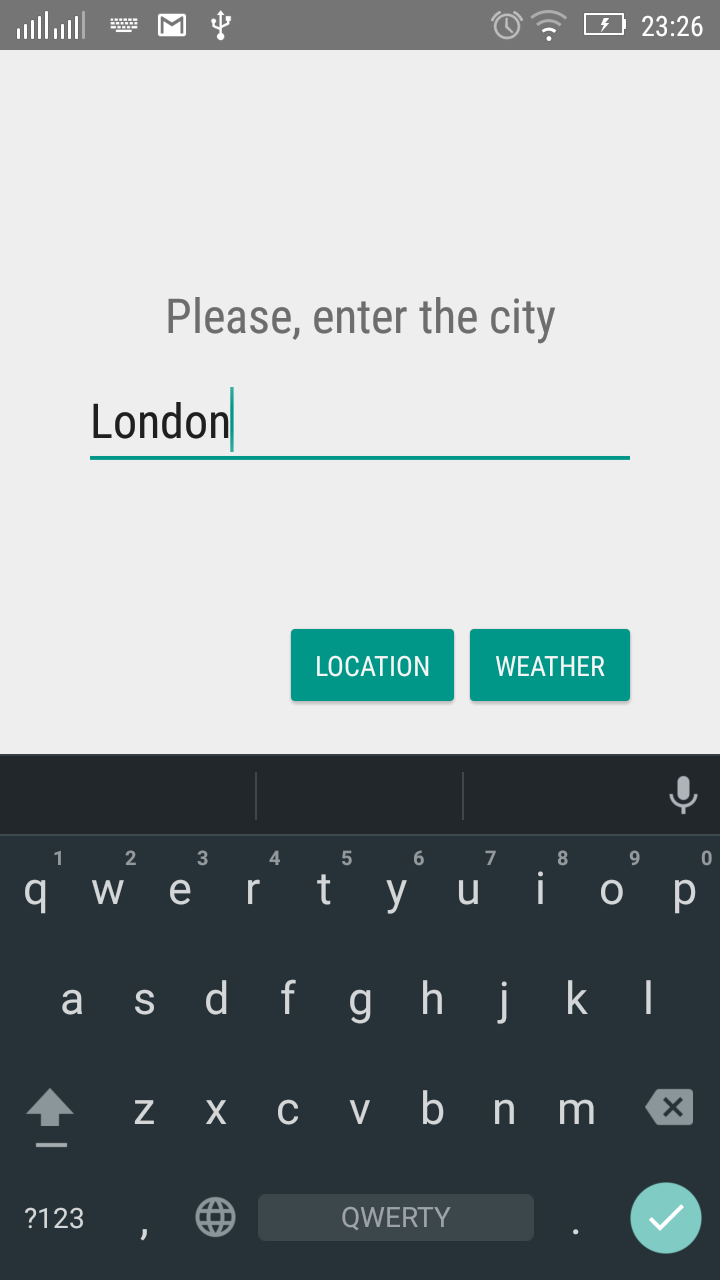 23:26
Please, enter the city
London
LOCATION WEATHER
1 2 3 4 5 6 7 8 9 0
q w e r t y u i o p
a s d f g h j k l
z x c v b n m
?123 , QWERTY .